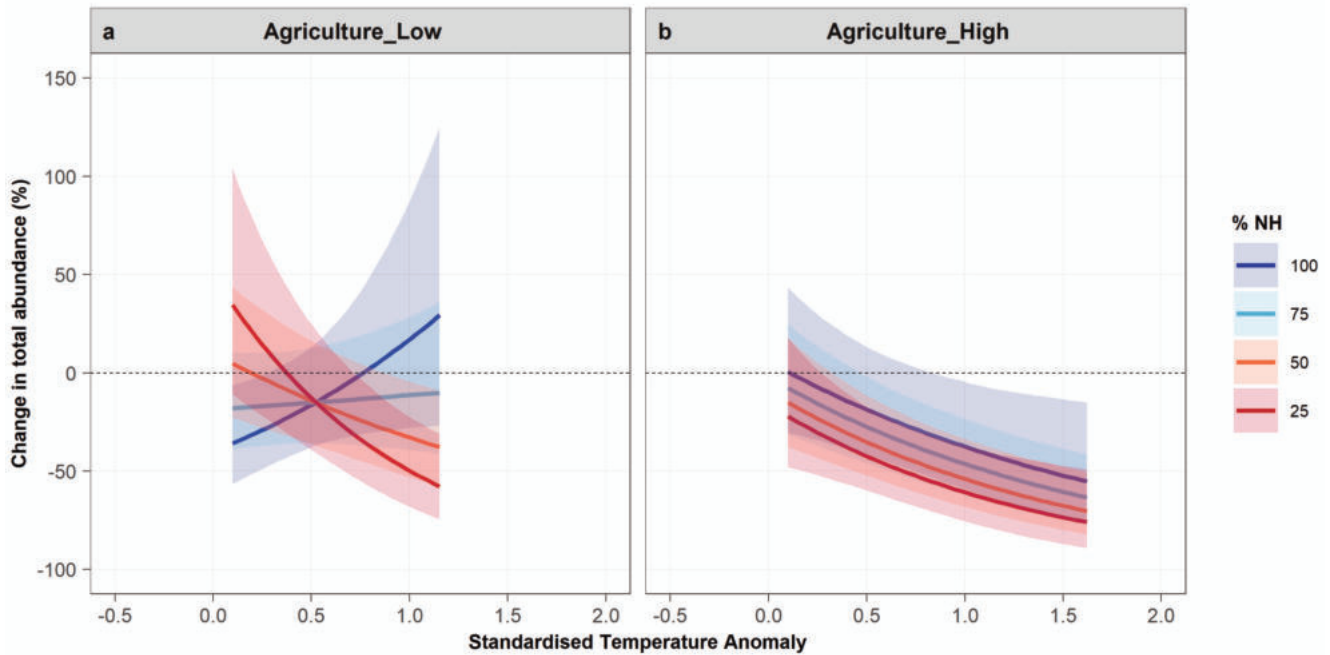 a Agriculture_Low
b Agriculture_High
Change in total abundance (%)
150
100
50
0
-50
-100
-0.5 0.0 0.5 1.0 1.5 2.0
-0.5 0.0 0.5 1.0 1.5 2.0
Standardised Temperature Anomaly
% NH
100
75
50
25